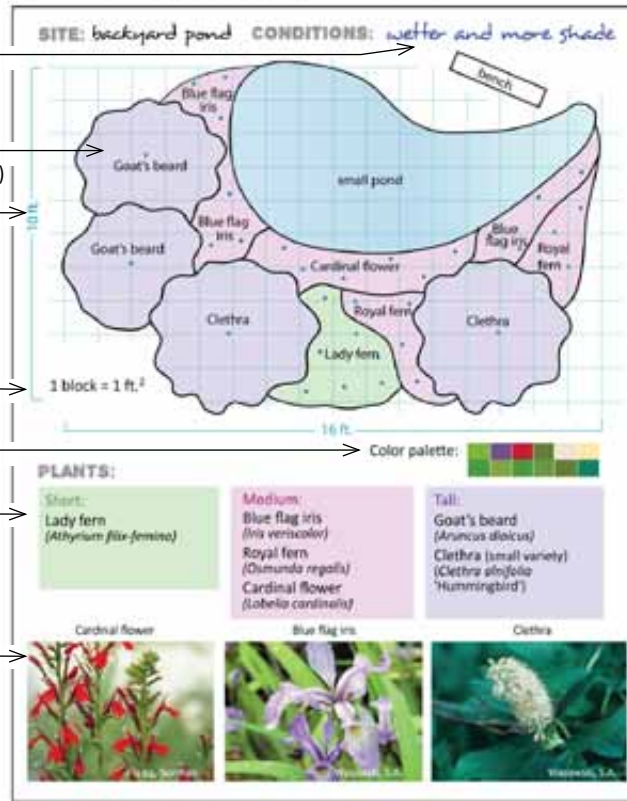 SITE: backyard pond CONDITIONS: wetter and more shade
bench
Blue flag
iris
Goat's beard
)
small pond
10 ft.
Blue flag
iris
Blue
flag iris
Royal
fern
Goat's beard
Cardinal flower
Clethra
Royal fern
Clethra
Lady fern
1 block = 1 ft.²
16 ft.
Color palette:
PLANTS:
Short:
Lady fern
(Athyrium filix-femina)
Medium:
Blue flag iris
(Iris versicolor)
Royal fern
(Osmunda regalis)
Cardinal flower
(Lobelia cardinalis)
Tall:
Goat's beard
(Aruncus dioicus)
Clethra (small variety)
(Clethra alnifolia
'Hummingbird')
Cardinal flower
Blue flag iris
Clethra
S.A.
S.A.